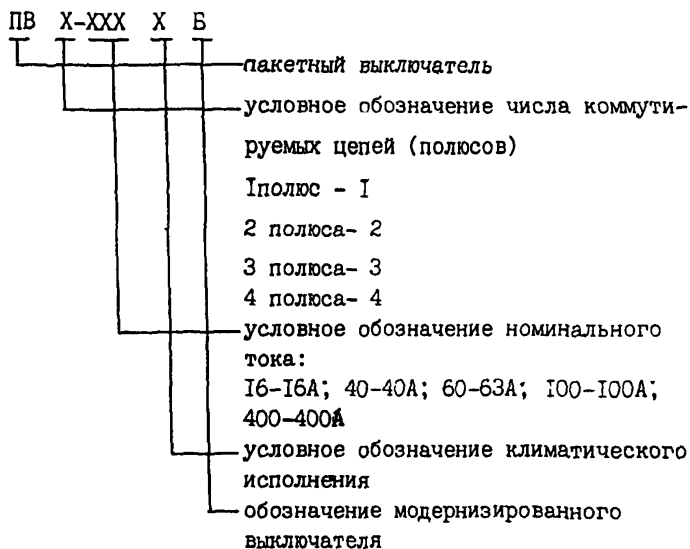 ПВ Х-ХХХ Х Б
пакетный выключатель
условное обозначение числа коммути-
руемых цепей (полюсов)
Iполюс - I
2 полюса- 2
3 полюса- 3
4 полюса- 4
условное обозначение номинального
тока:
I6-I6А; 40-40А; 60-63А; I00-I00А;
400-400А
условное обозначение климатического
исполнения
обозначение модернизированного
выключателя